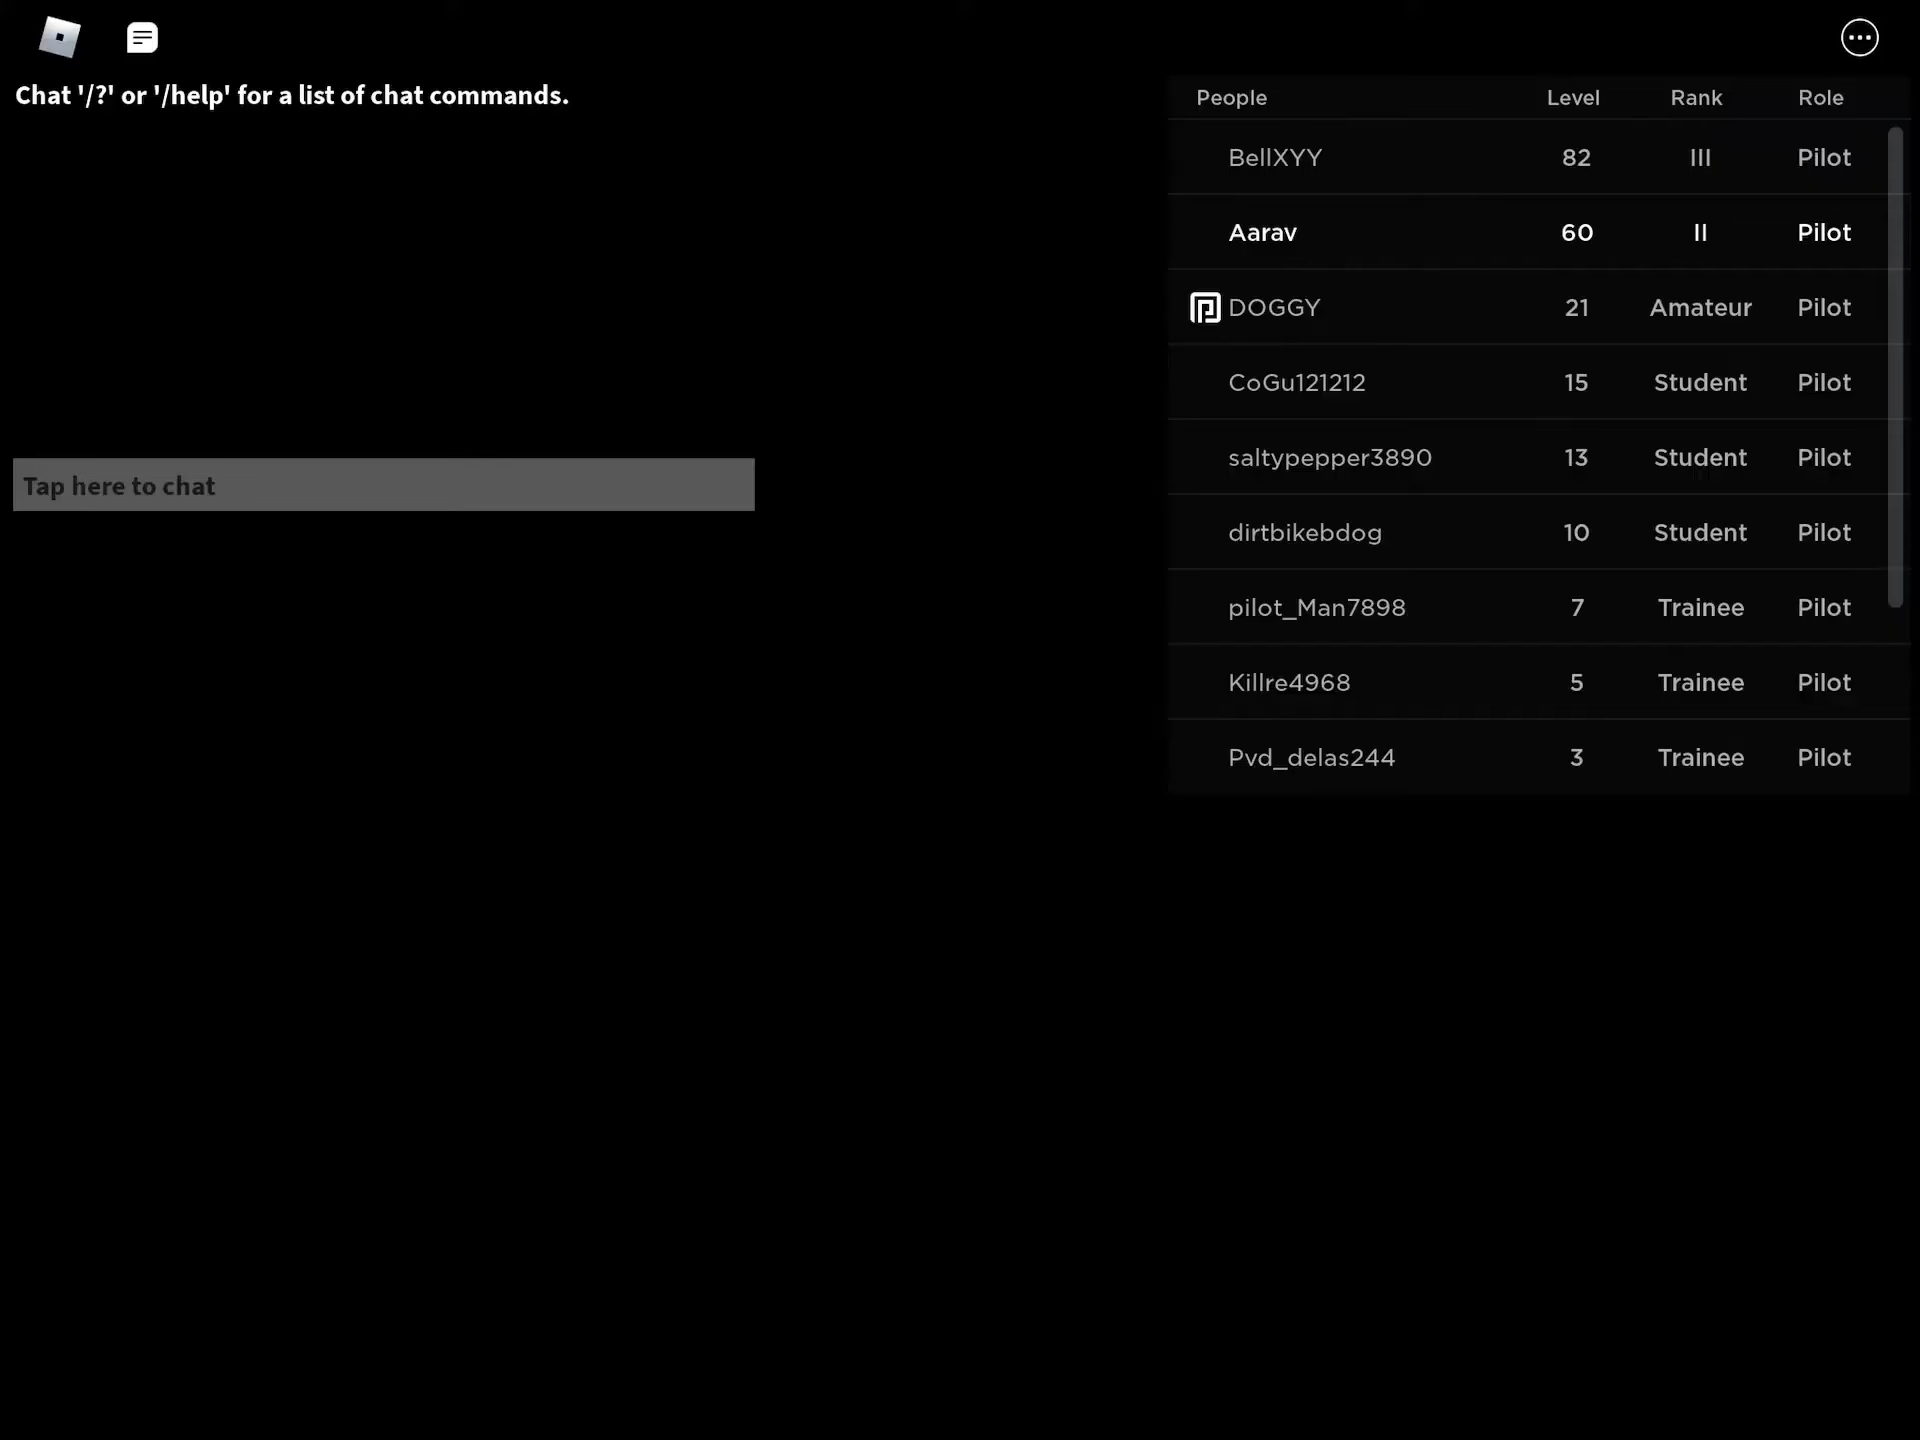 Chat '/?' or '/help' for a list of chat commands.
Tap here to chat
People Level Rank Role
BellXYY 82 III Pilot
Aarav 60 II Pilot
DOGGY 21 Amateur Pilot
CoGu121212 15 Student Pilot
saltypepper3890 13 Student Pilot
dirtbikebdog 10 Student Pilot
pilot_Man7898 7 Trainee Pilot
Killre4968 5 Trainee Pilot
Pvd_delas244 3 Trainee Pilot